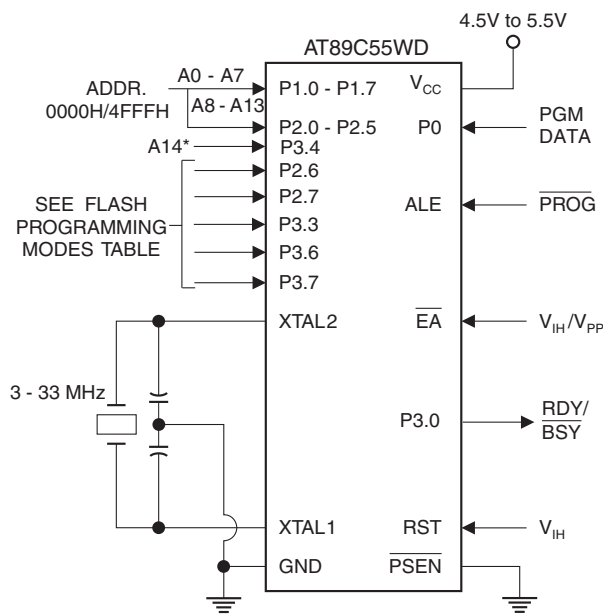 4.5V to 5.5V
AT89C55WD
ADDR.
0000H/4FFFH
A0 - A7
A8 - A13
A14*
SEE FLASH
PROGRAMMING
MODES TABLE
3 - 33 MHz
P1.0 - P1.7
P2.0 - P2.5
P3.4
P2.6
P2.7
P3.3
P3.6
P3.7
XTAL2
XTAL1
GND
VCC
P0
ALE
EA
P3.0
RST
PSEN
PGM
DATA
PROG
VIH/VPP
RDY/
BSY
VIH